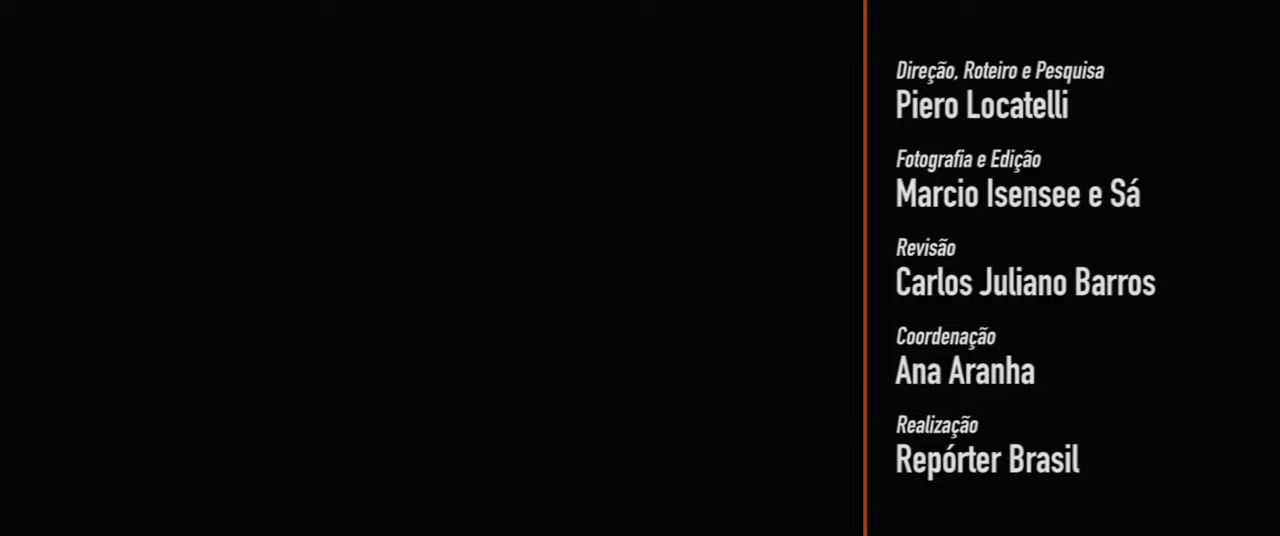 Direção, Roteiro e Pesquisa
Piero Locatelli
Fotografia e Edição
Marcio Isensee e Sá
Revisão
Carlos Juliano Barros
Coordenação
Ana Aranha
Realização
Repórter Brasil